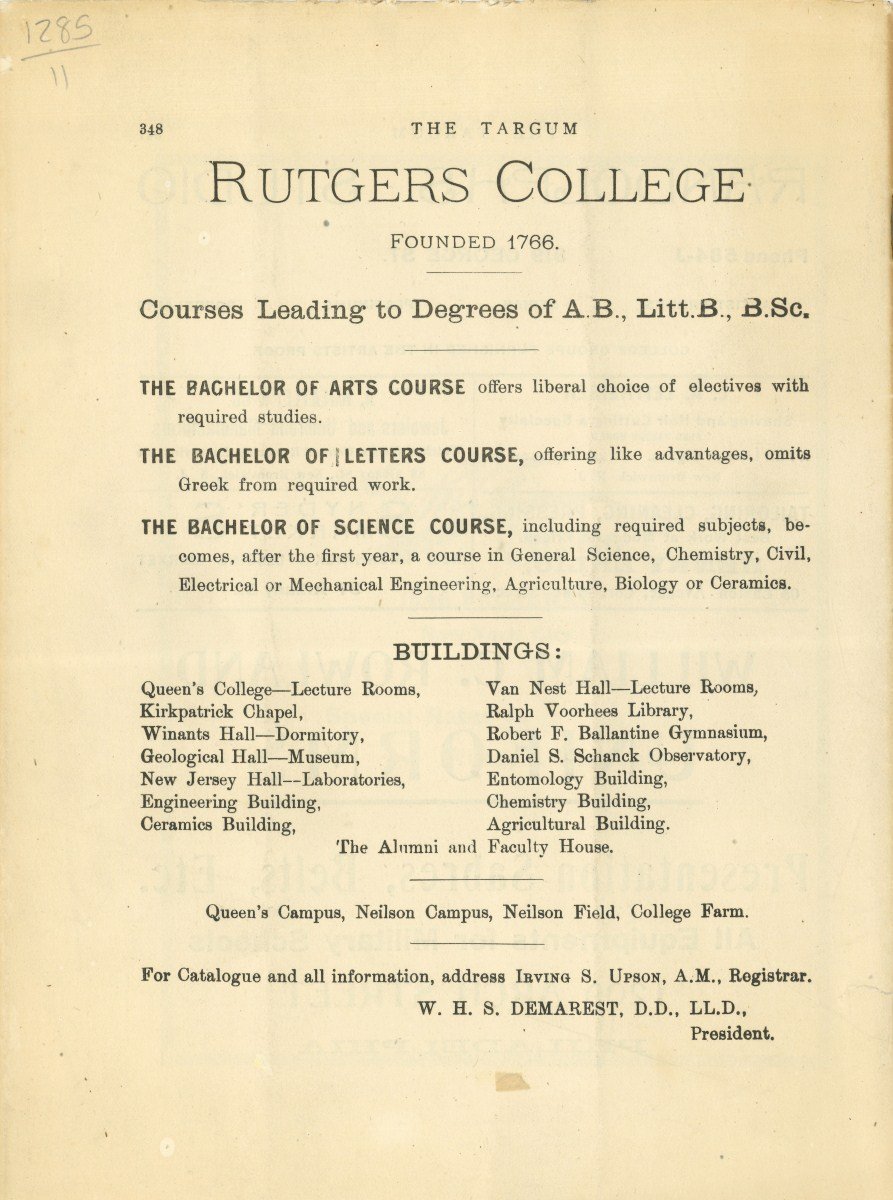 1285
11
348 THE TARGUM
RUTGERS COLLEGE
FOUNDED 1766.
Courses Leading to Degrees of A.B., Litt.B., B.Sc.
THE BACHELOR OF ARTS COURSE offers liberal choice of electives with
required studies.
THE BACHELOR OF LETTERS COURSE, offering like advantages, omits
Greek from required work.
THE BACHELOR OF SCIENCE COURSE, including required subjects, be-
comes, after the first year, a course in General Science, Chemistry, Civil,
Electrical or Mechanical Engineering, Agriculture, Biology or Ceramics.
BUILDINGS:
Queen's College—Lecture Rooms,
Kirkpatrick Chapel,
Winants Hall—Dormitory,
Geological Hall—Museum,
New Jersey Hall—Laboratories,
Engineering Building,
Ceramics Building,
Van Nest Hall—Lecture Rooms,
Ralph Voorhees Library,
Robert F. Ballantine Gymnasium,
Daniel S. Schanck Observatory,
Entomology Building,
Chemistry Building,
Agricultural Building.
The Alumni and Faculty House.
Queen's Campus, Neilson Campus, Neilson Field, College Farm.
For Catalogue and all information, address IRVING S. UPSON, A.M., Registrar.
W. H. S. DEMAREST, D.D., LL.D.,
President.